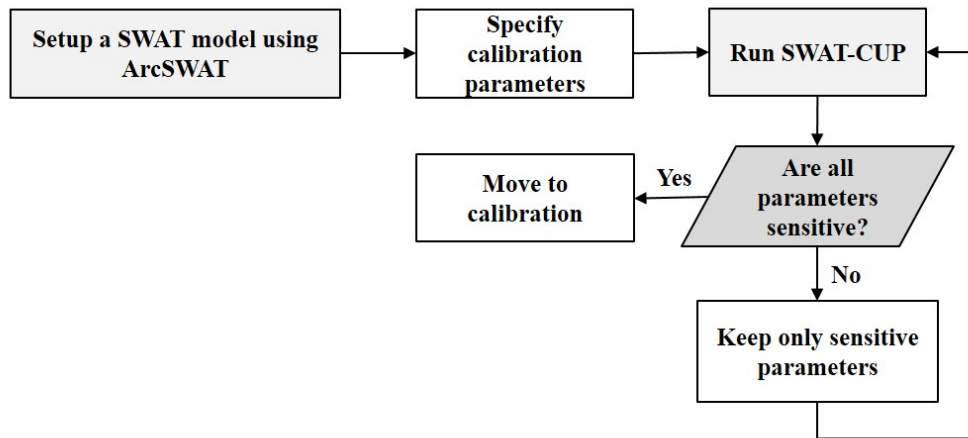 Setup a SWAT model using
ArcSWAT
Specify
calibration
parameters
Run SWAT-CUP
Are all
parameters
sensitive?
Yes
Move to
calibration
No
Keep only sensitive
parameters